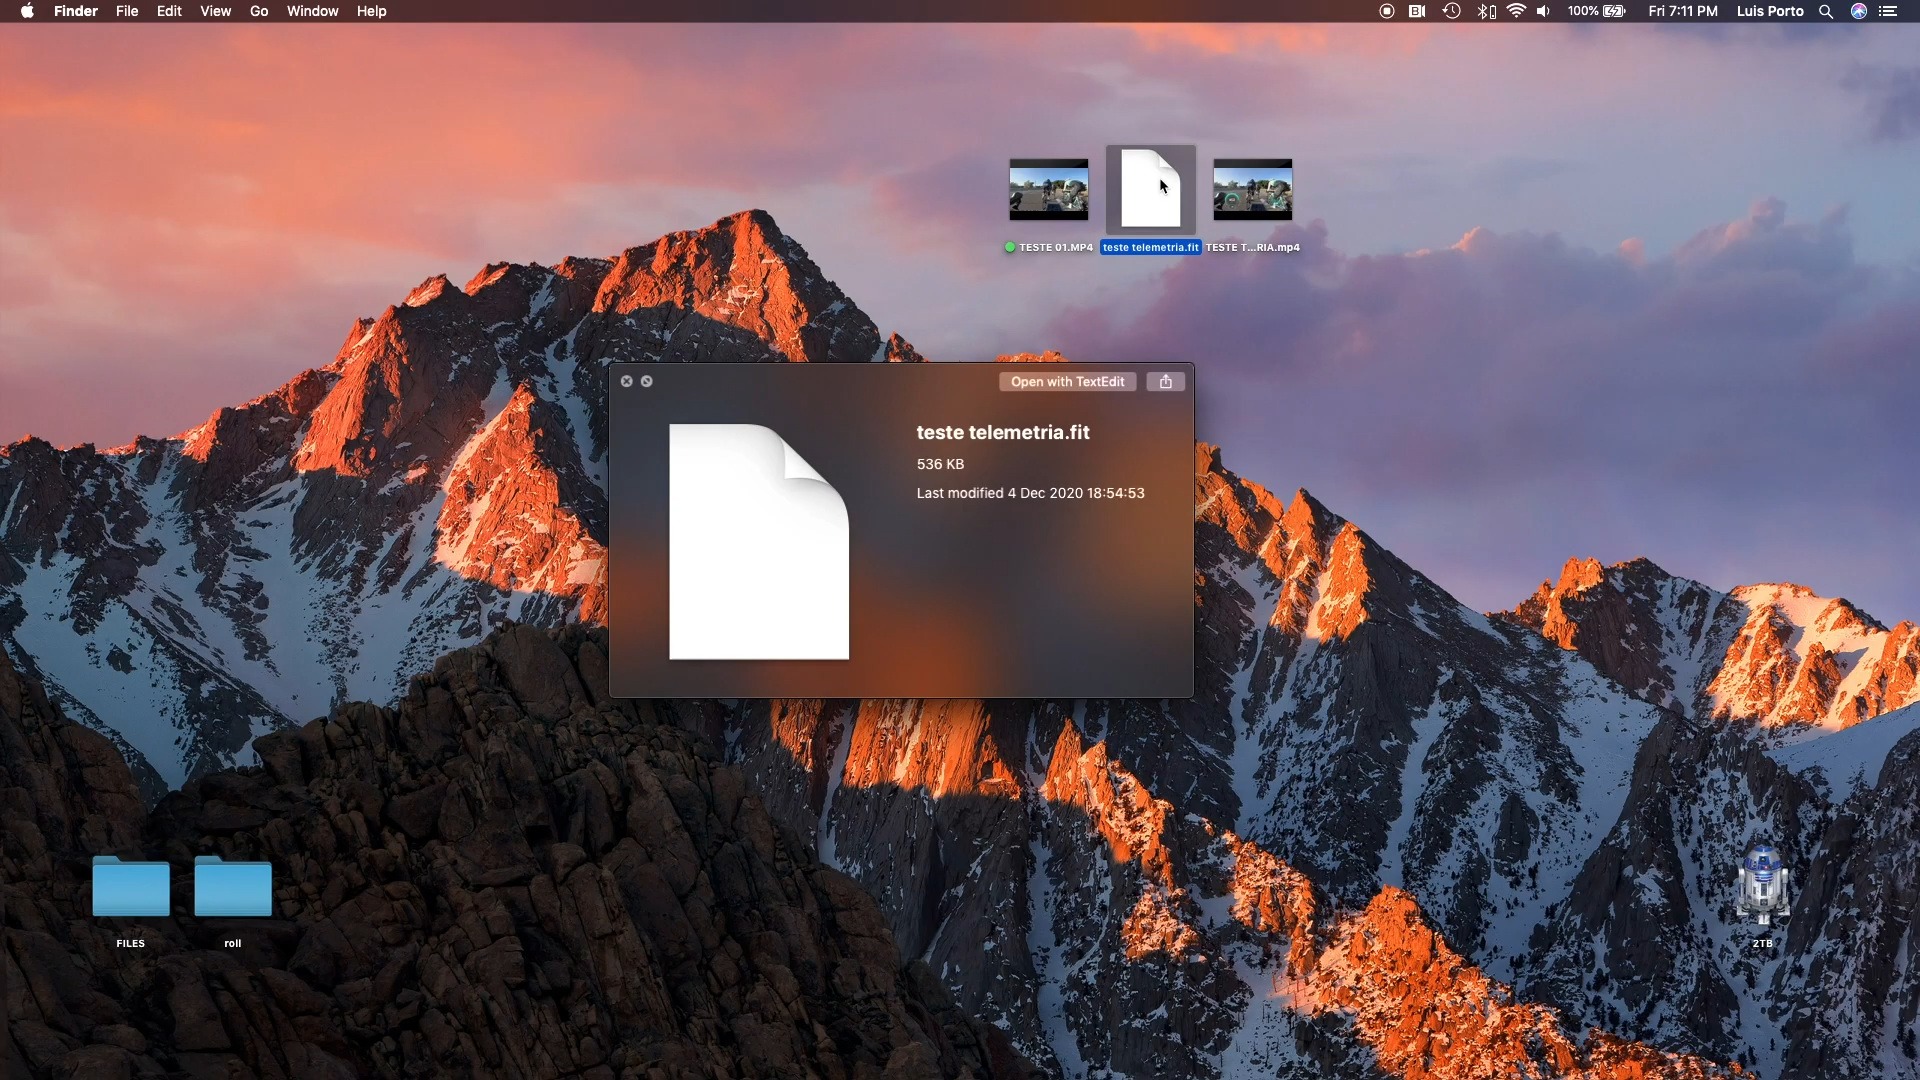 Finder File Edit View Go Window Help
100% Fri 7:11 PM Luis Porto
TESTE 01.MP4
teste telemetria.fit
TESTE T...RIA.mp4
Open with TextEdit
teste telemetria.fit
536 KB
Last modified 4 Dec 2020 18:54:53
FILES
roll
2TB